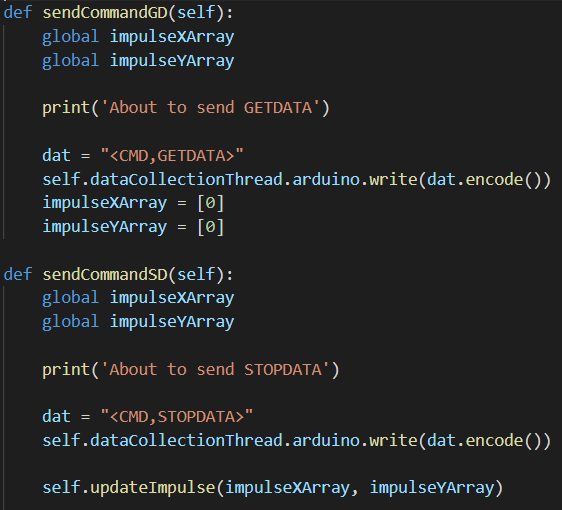 def sendCommandGD(self):
    global impulseXArray
    global impulseYArray

    print('About to send GETDATA')

    dat = "<CMD,GETDATA>"
    self.dataCollectionThread.arduino.write(dat.encode())
    impulseXArray = [0]
    impulseYArray = [0]

def sendCommandSD(self):
    global impulseXArray
    global impulseYArray

    print('About to send STOPDATA')

    dat = "<CMD,STOPDATA>"
    self.dataCollectionThread.arduino.write(dat.encode())

    self.updateImpulse(impulseXArray, impulseYArray)